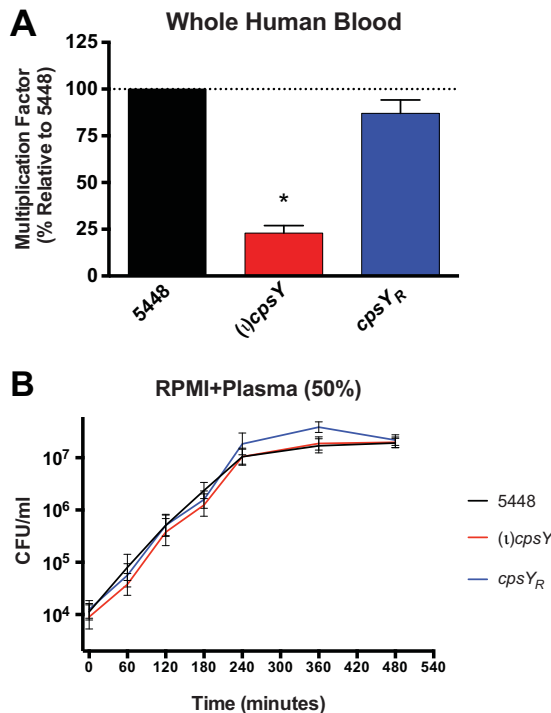 A
Whole Human Blood
Multiplication Factor
(% Relative to 5448)
125
100
75
50
25
0
*
5448
(ι)cpsY
cpsY_R
B
RPMI+Plasma (50%)
CFU/ml
10⁷
10⁶
10⁵
10⁴
0 60 120 180 240 300 360 420 480 540
Time (minutes)
5448
(ι)cpsY
cpsY_R